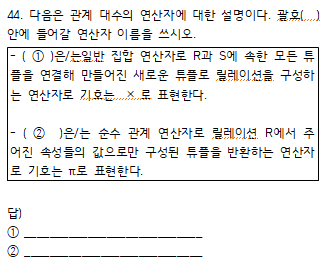 44. 다음은 관계 대수의 연산자에 대한 설명이다. 괄호(  )
안에 들어갈 연산자 이름을 쓰시오.
- ( ① )은/는일반 집합 연산자로 R과 S에 속한 모든 튜
플을 연결해 만들어진 새로운 튜플로 릴레이션을 구성하
는 연산자로 기호는 ×로 표현한다.
- ( ② )은/는 순수 관계 연산자로 릴레이션 R에서 주
어진 속성들의 값으로만 구성된 튜플을 반환하는 연산자
로 기호는 π로 표현한다.
답)
① ______________________________
② ______________________________